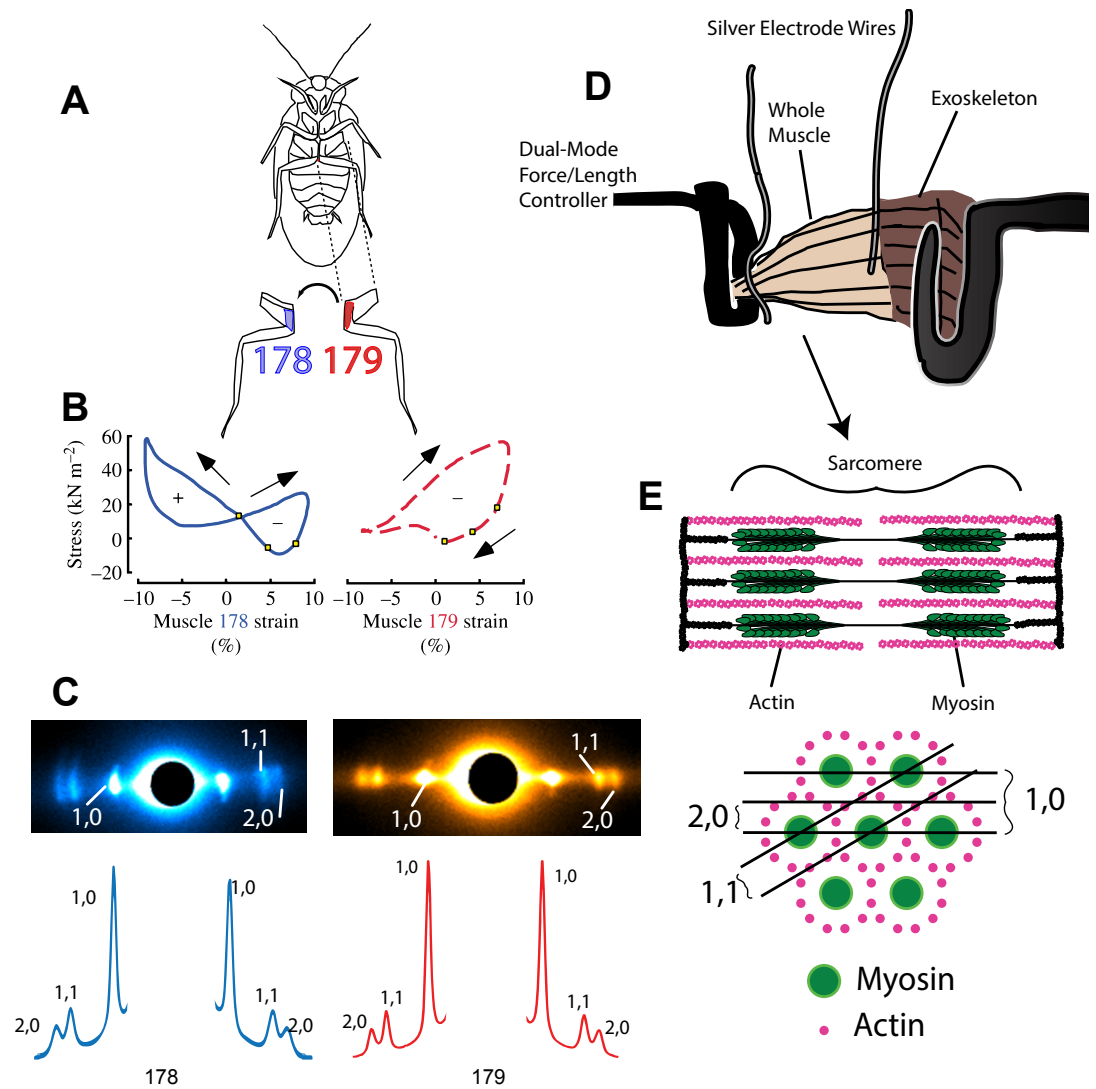 A
178 179
B
Stress (kN m⁻²)
60
40
20
0
−20
+
−
−
−10 −5 0 5 10
−10 −5 0 5 10
Muscle 178 strain
(%)
Muscle 179 strain
(%)
C
1,1
1,0
2,0
1,1
1,0
2,0
1,0
1,1
2,0
1,0
1,1
2,0
178
1,0
1,1
2,0
1,0
1,1
2,0
179
D
Silver Electrode Wires
Whole
Muscle
Exoskeleton
Dual-Mode
Force/Length
Controller
E
Sarcomere
Actin
Myosin
2,0
1,0
1,1
Myosin
Actin